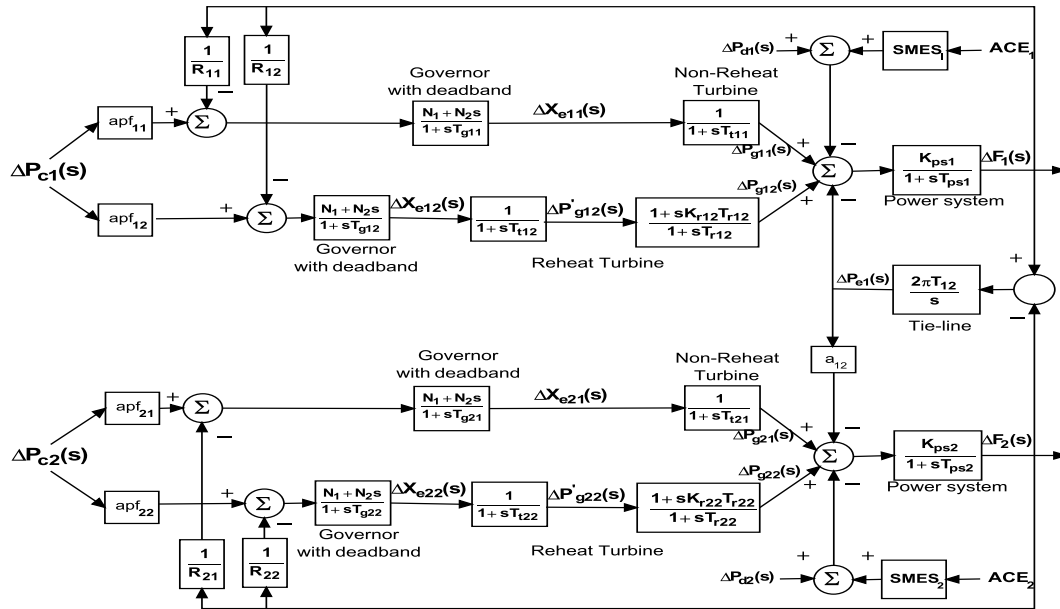 1
R11
1
R12
ΔPd1(s)
+
Σ
+
SMES1
+
ACE1
Governor
with deadband
Non-Reheat
Turbine
apf11
+
−
Σ
N1 + N2s
1 + sTg11
ΔXe11(s)
1
1 + sTt11
ΔPg11(s)
+
−
ΔPc1(s)
Σ
Kps1
1 + sTps1
ΔF1(s)
Power system
apf12
+
−
Σ
N1 + N2s
1 + sTg12
ΔXe12(s)
1
1 + sTt12
ΔP'g12(s)
1 + sKr12Tr12
1 + sTr12
ΔPg12(s)
+
−
Governor
with deadband
Reheat Turbine
ΔPe1(s)
2πT12
s
+
−
Tie-line
a12
Governor
with deadband
Non-Reheat
Turbine
apf21
+
−
Σ
N1 + N2s
1 + sTg21
ΔXe21(s)
1
1 + sTt21
ΔPg21(s)
+
−
ΔPc2(s)
Σ
Kps2
1 + sTps2
ΔF2(s)
Power system
apf22
+
−
Σ
N1 + N2s
1 + sTg22
ΔXe22(s)
1
1 + sTt22
ΔP'g22(s)
1 + sKr22Tr22
1 + sTr22
ΔPg22(s)
+
−
Governor
with deadband
Reheat Turbine
1
R21
1
R22
ΔPd2(s)
+
Σ
+
SMES2
+
ACE2